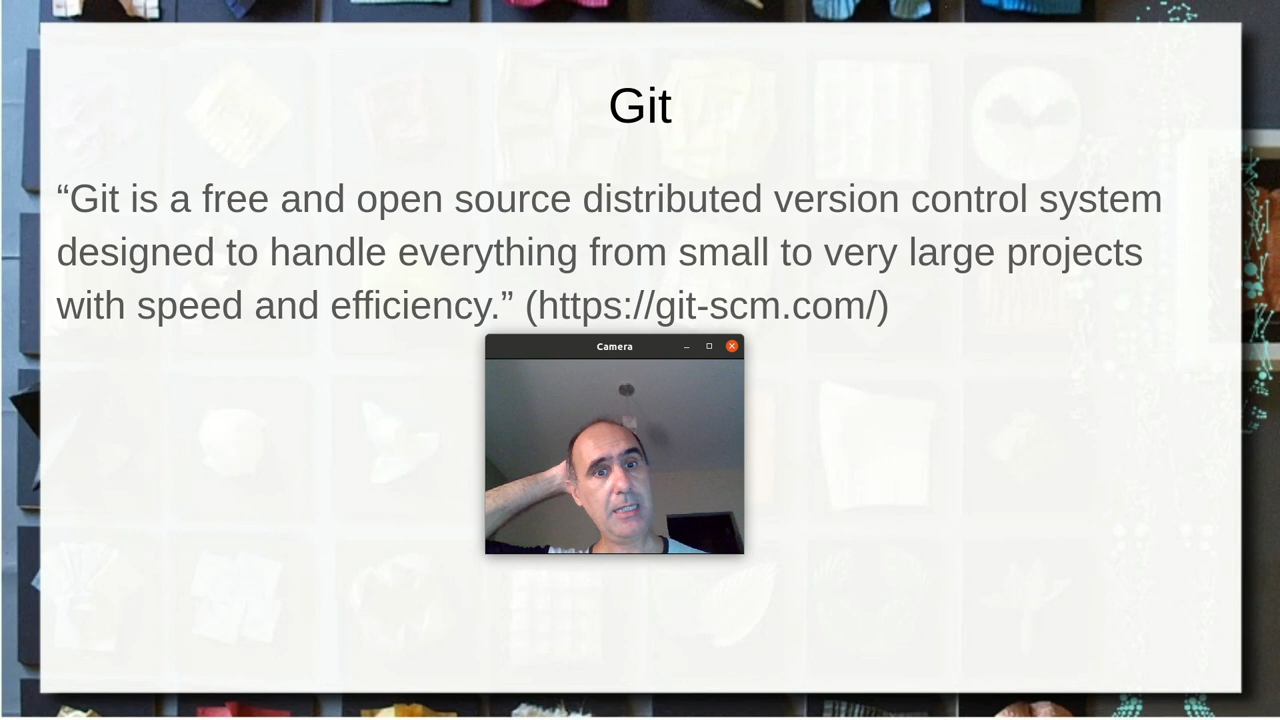 Git
“Git is a free and open source distributed version control system
designed to handle everything from small to very large projects
with speed and efficiency.” (https://git-scm.com/)
Camera